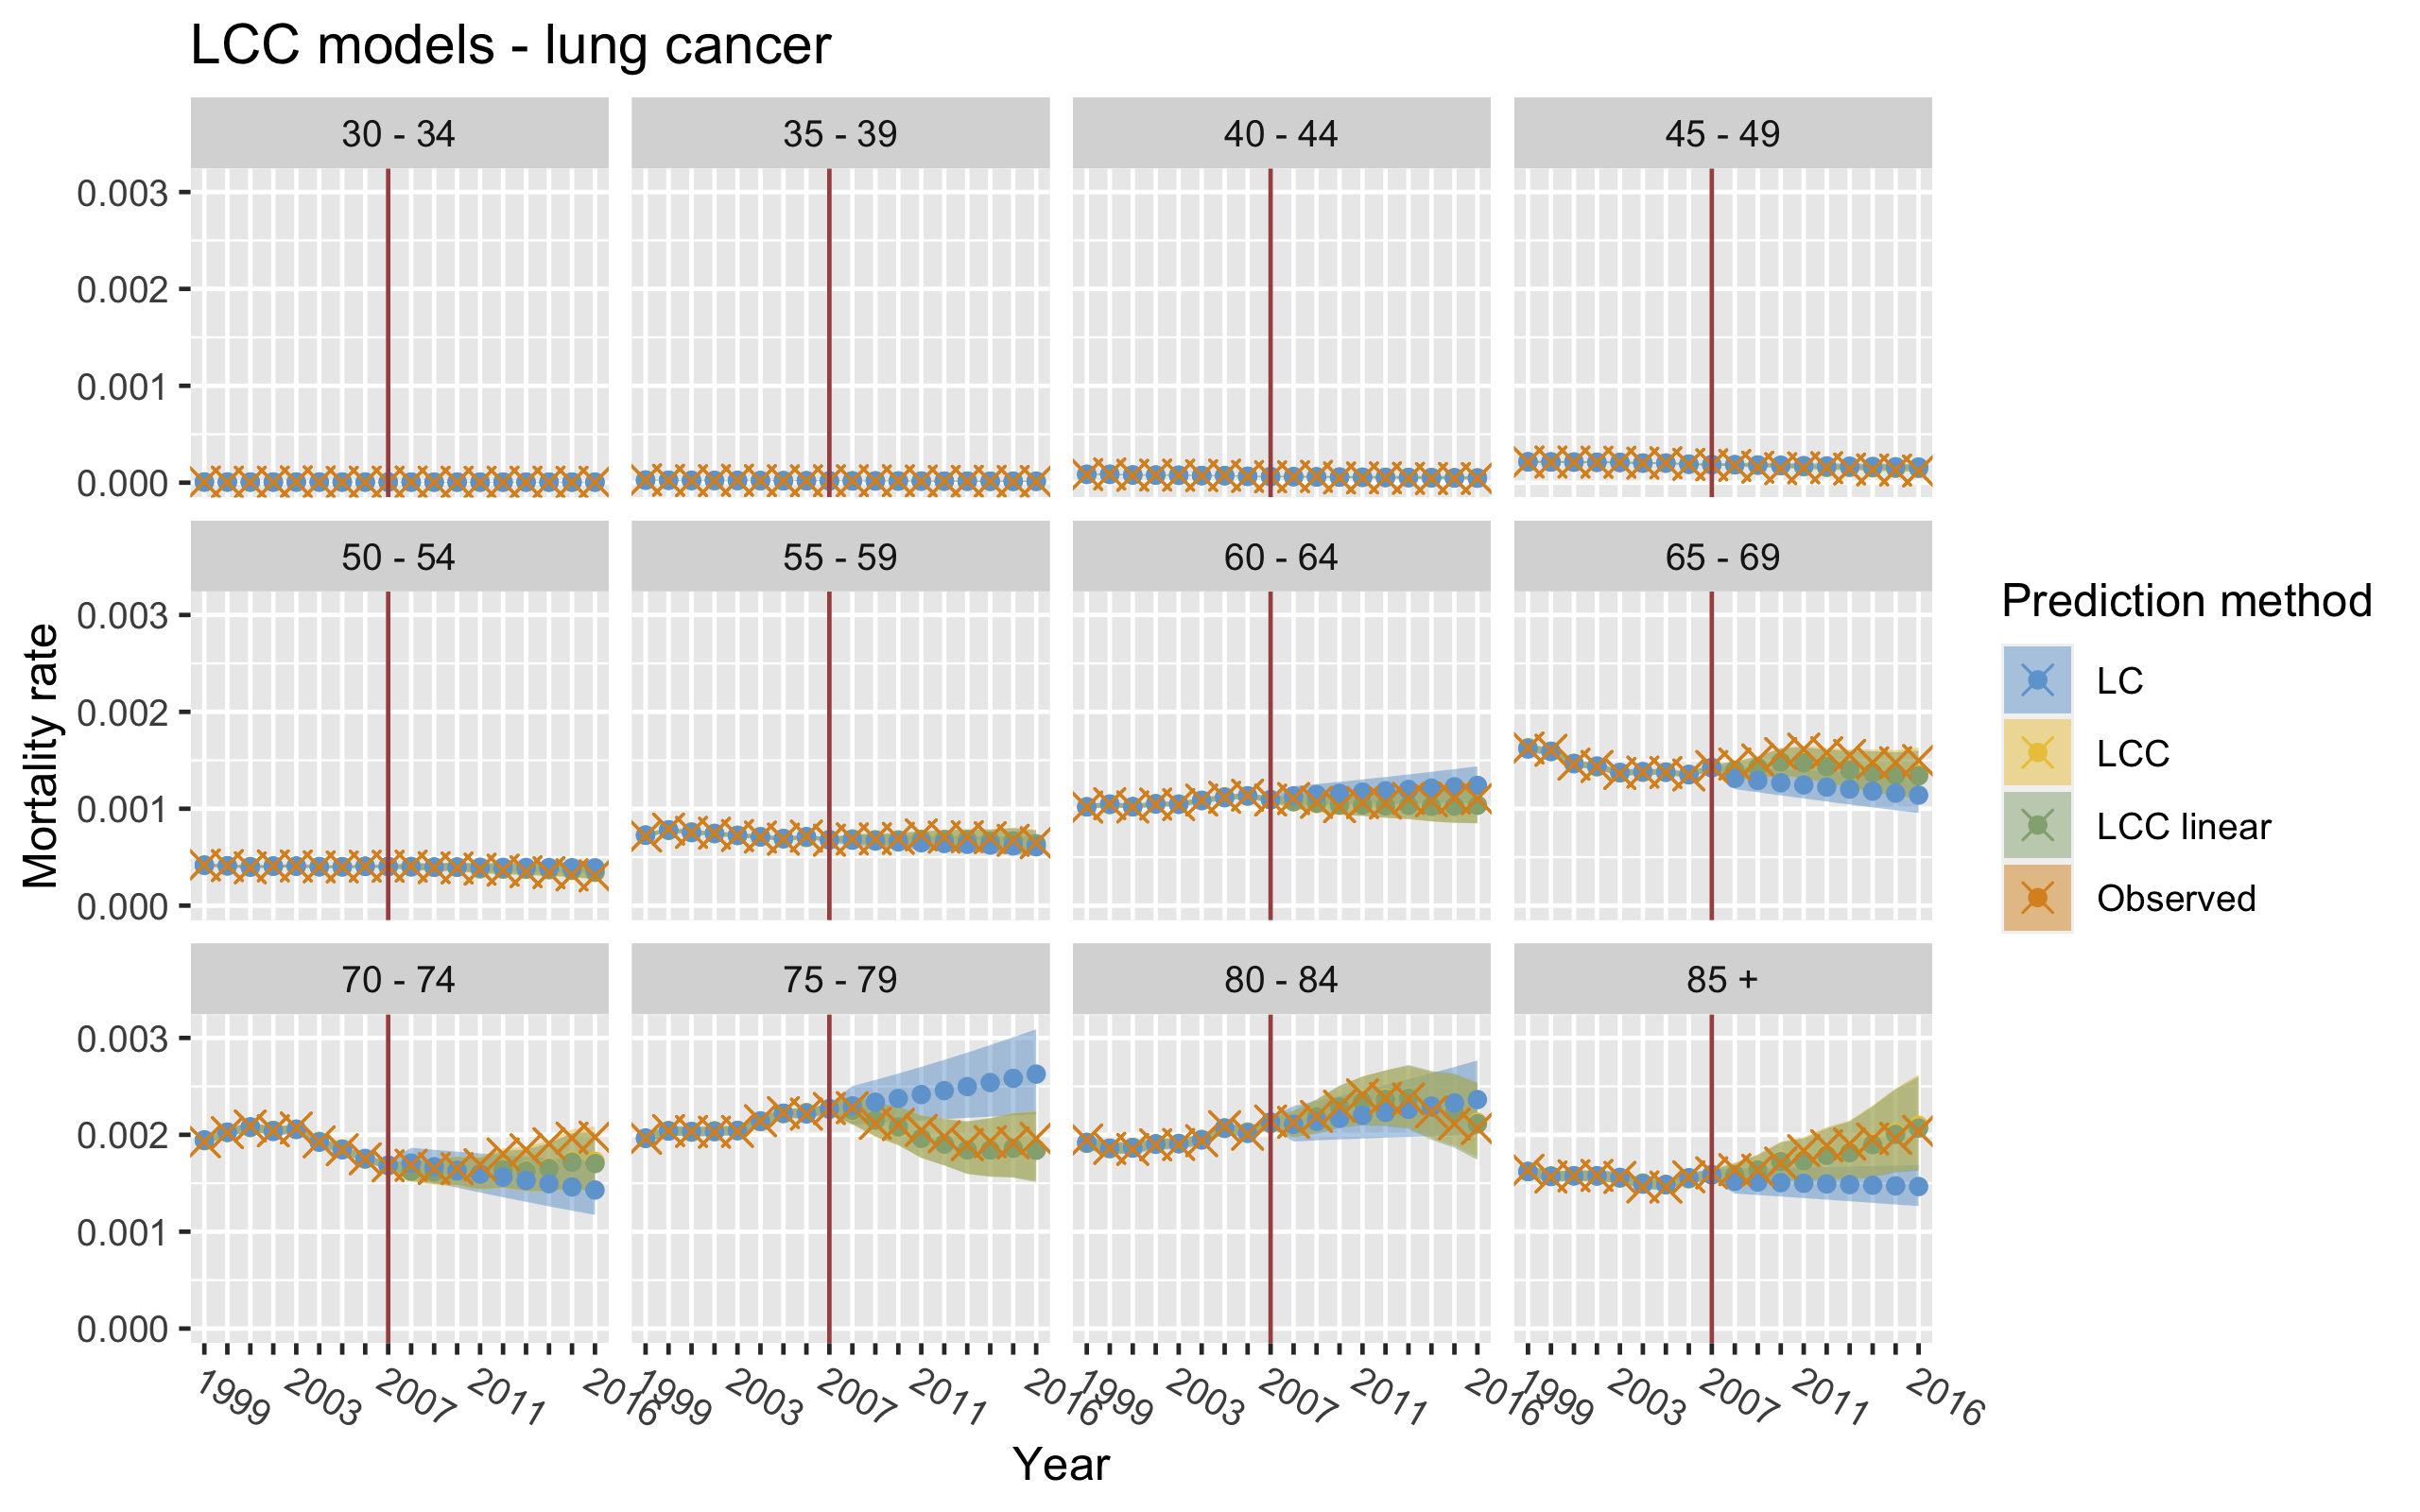 LCC models - lung cancer
30 - 34
35 - 39
40 - 44
45 - 49
0.003
0.002
0.001
0.000
50 - 54
55 - 59
60 - 64
65 - 69
0.003
0.002
0.001
0.000
70 - 74
75 - 79
80 - 84
85 +
0.003
0.002
0.001
0.000
1999 2003 2007 2011 2016
1999 2003 2007 2011 2016
1999 2003 2007 2011 2016
1999 2003 2007 2011 2016
Year
Mortality rate
Prediction method
LC
LCC
LCC linear
Observed